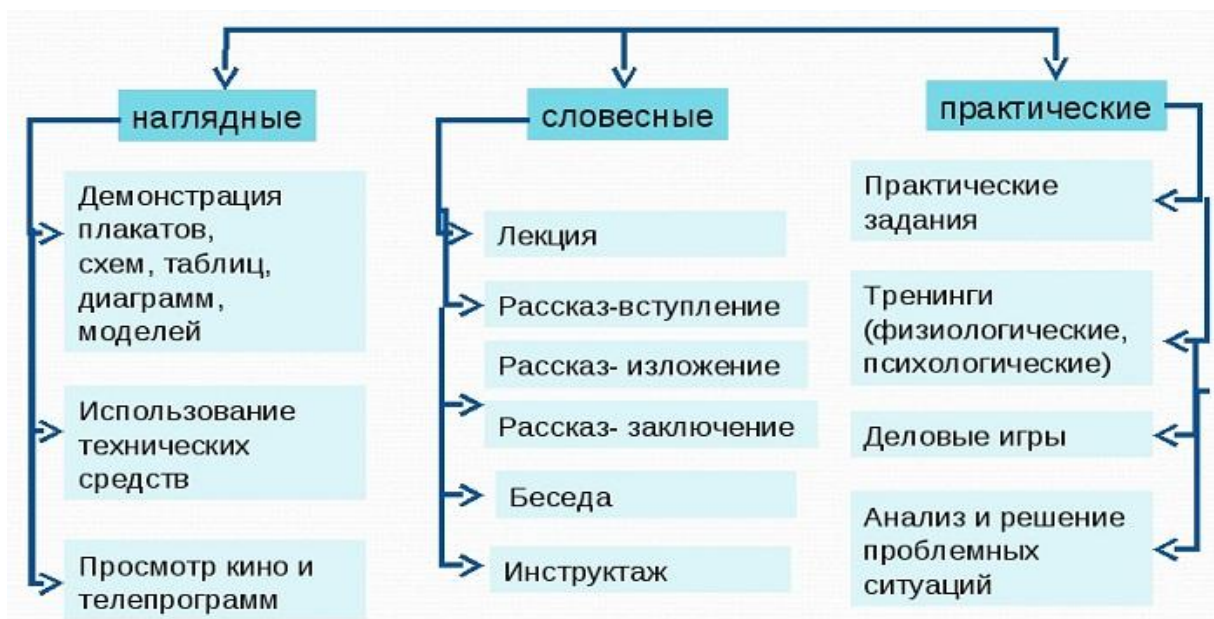 наглядные
словесные
практические
Демонстрация
плакатов,
схем, таблиц,
диаграмм,
моделей
Использование
технических
средств
Просмотр кино и
телепрограмм
Лекция
Рассказ-вступление
Рассказ- изложение
Рассказ- заключение
Беседа
Инструктаж
Практические
задания
Тренинги
(физиологические,
психологические)
Деловые игры
Анализ и решение
проблемных
ситуаций